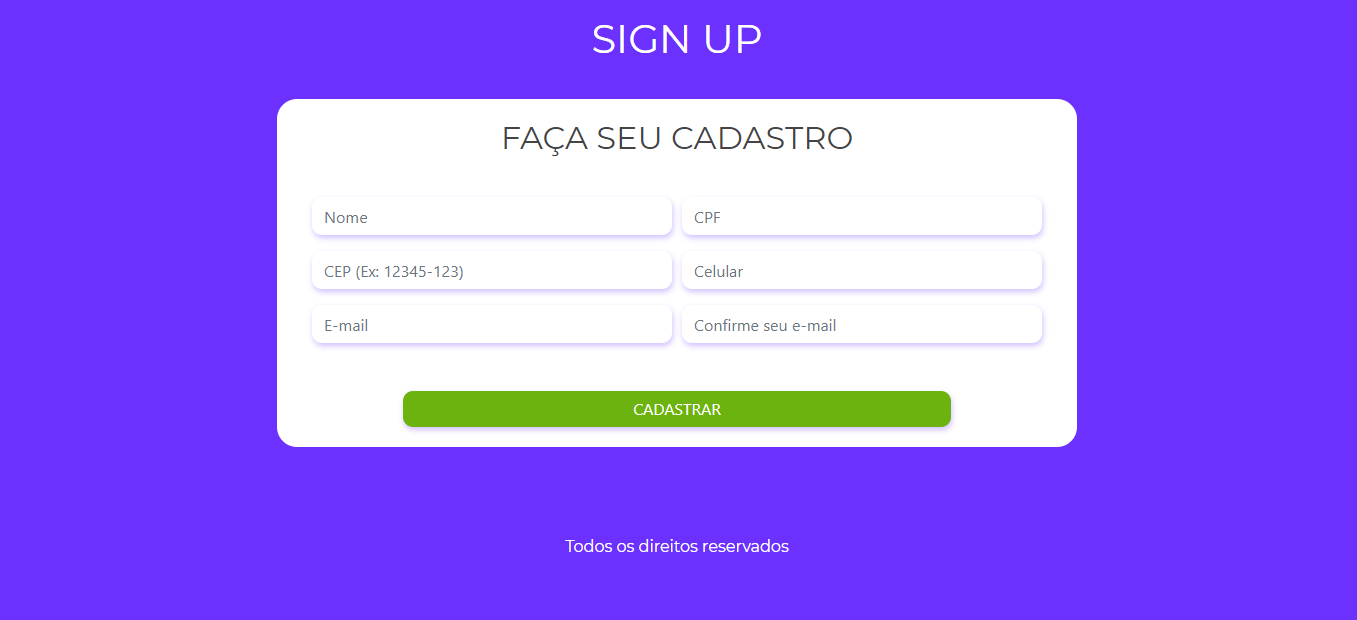 SIGN UP
FAÇA SEU CADASTRO
Nome
CPF
CEP (Ex: 12345-123)
Celular
E-mail
Confirme seu e-mail
CADASTRAR
Todos os direitos reservados